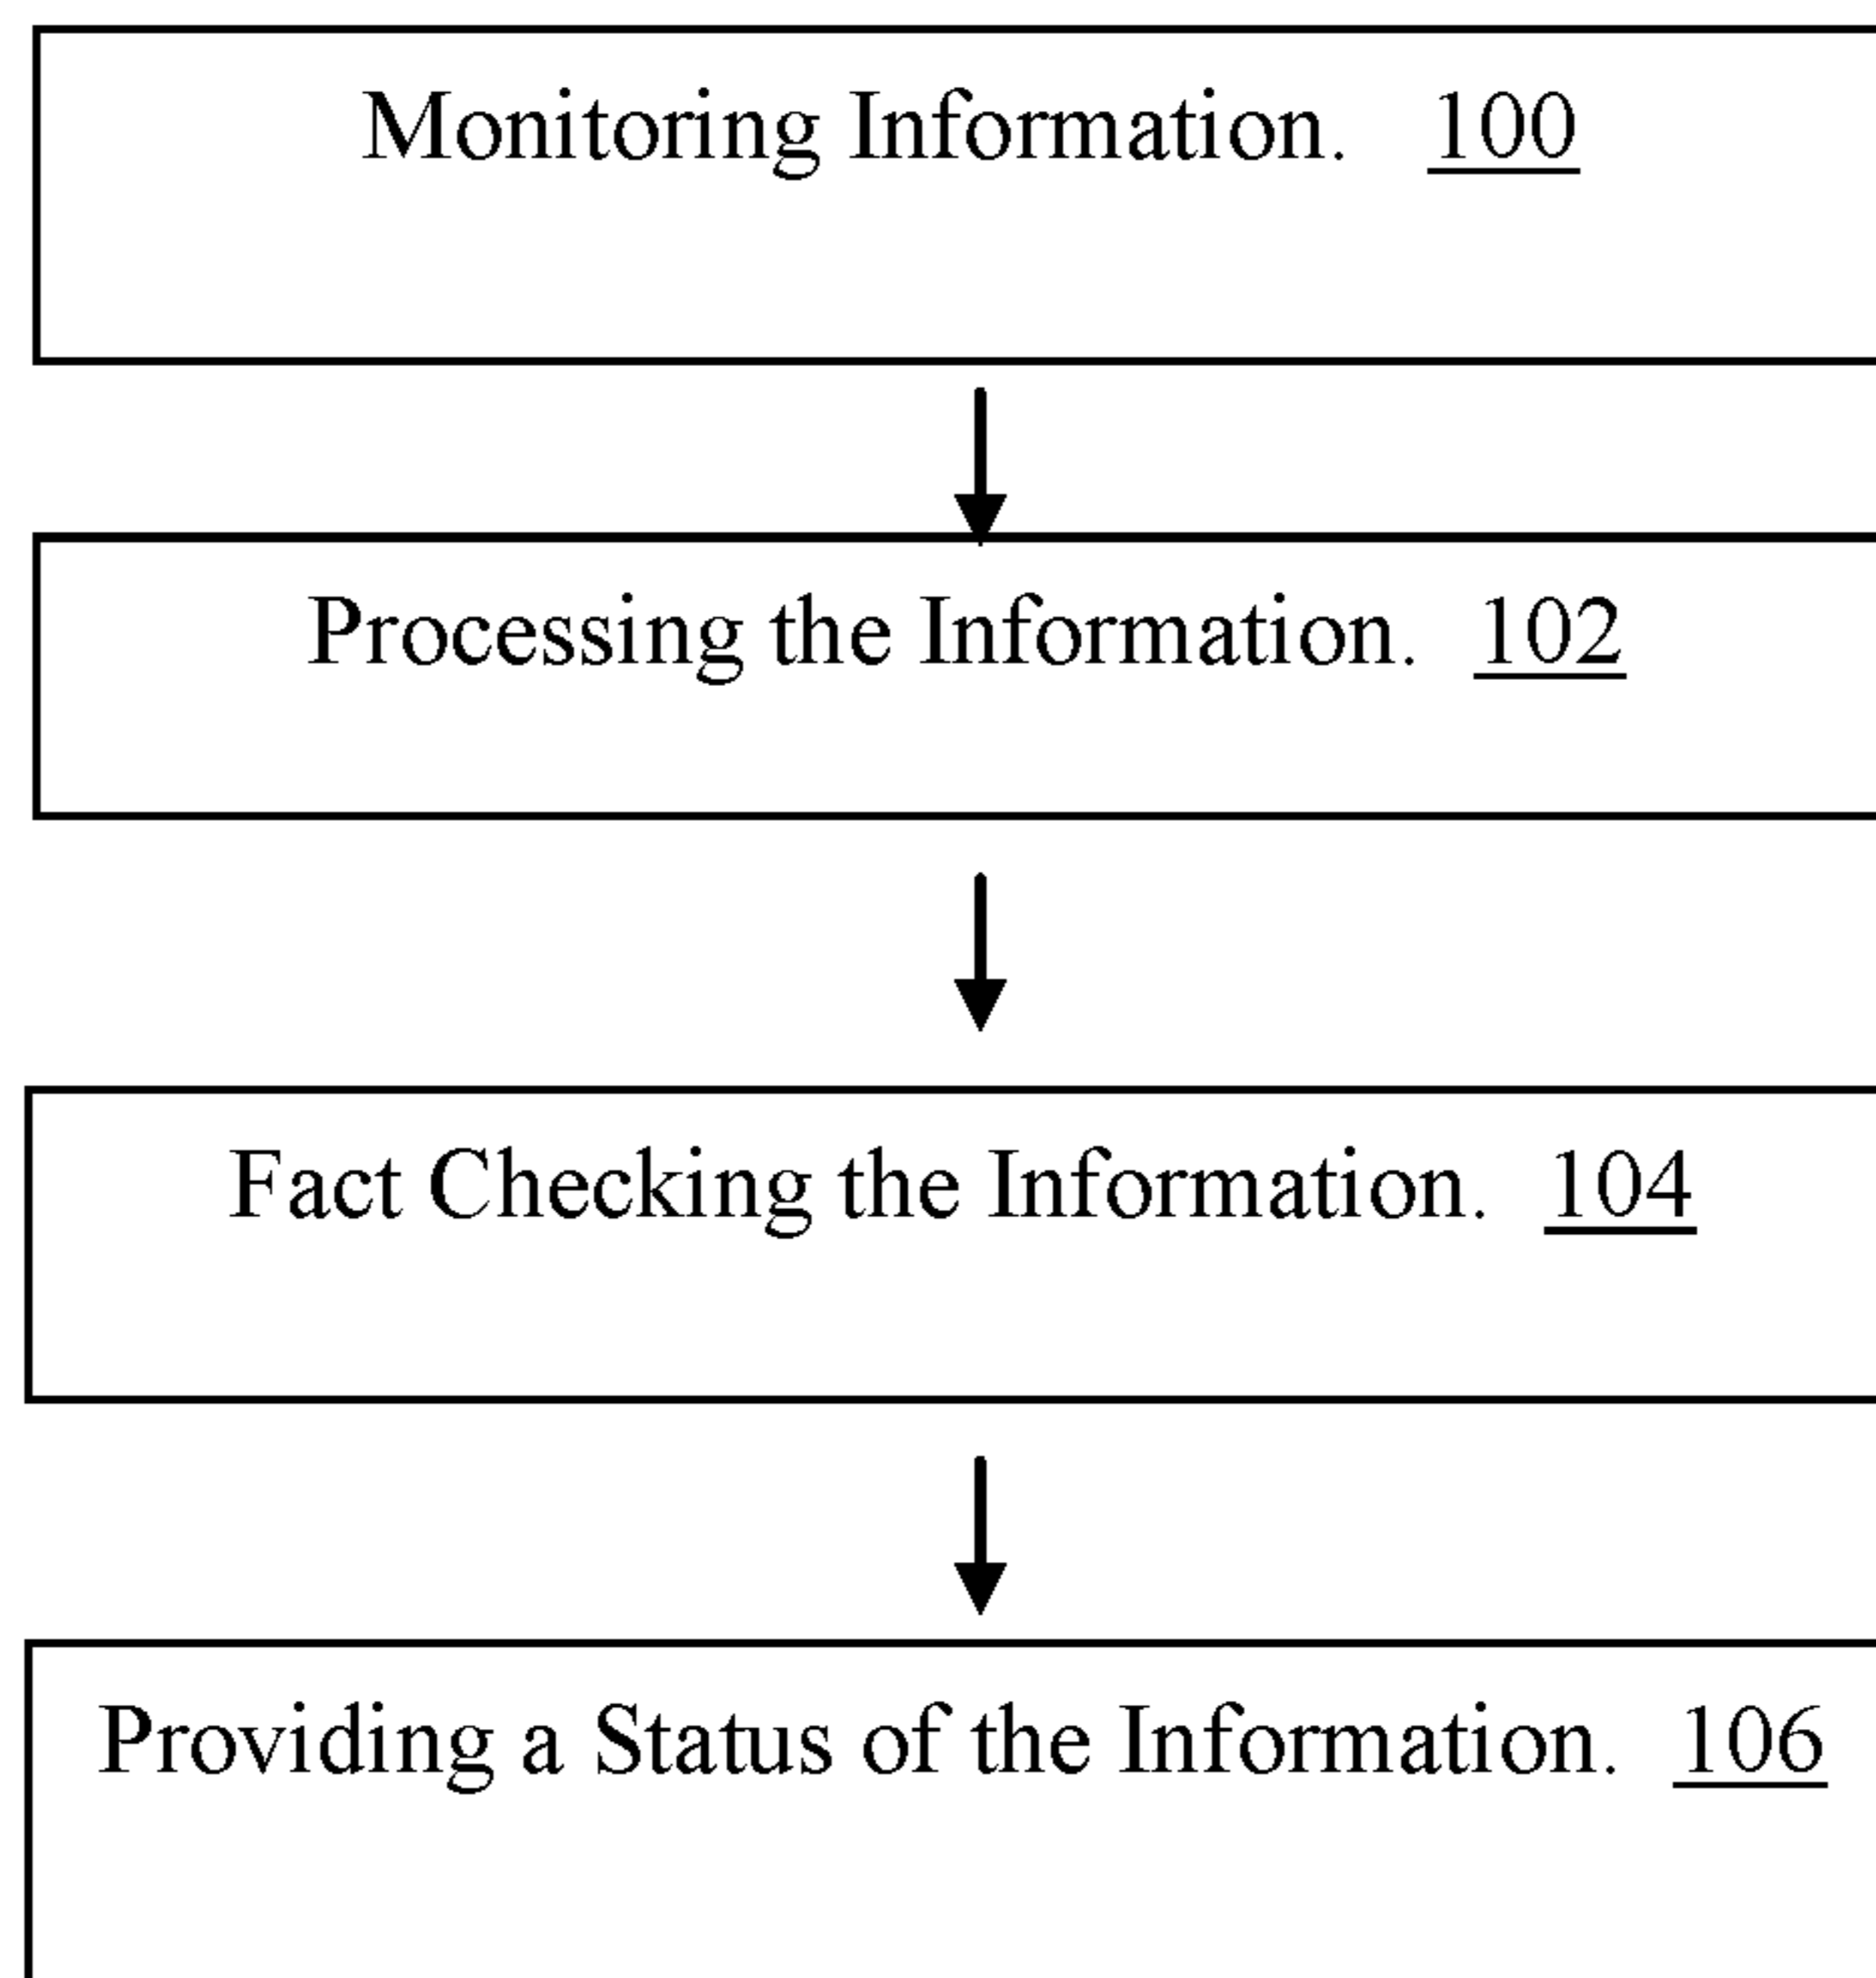 Monitoring Information. 100
Processing the Information. 102
Fact Checking the Information. 104
Providing a Status of the Information. 106